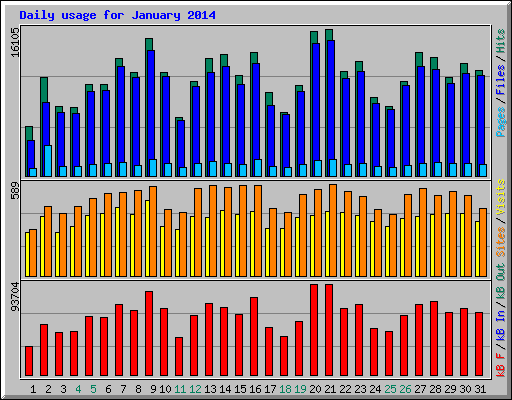 Daily usage for January 2014
16105
Pages / Files / Hits
589
Sites / Visits
93704
kB F / kB In / kB Out
1 2 3 4 5 6 7 8 9 10 11 12 13 14 15 16 17 18 19 20 21 22 23 24 25 26 27 28 29 30 31